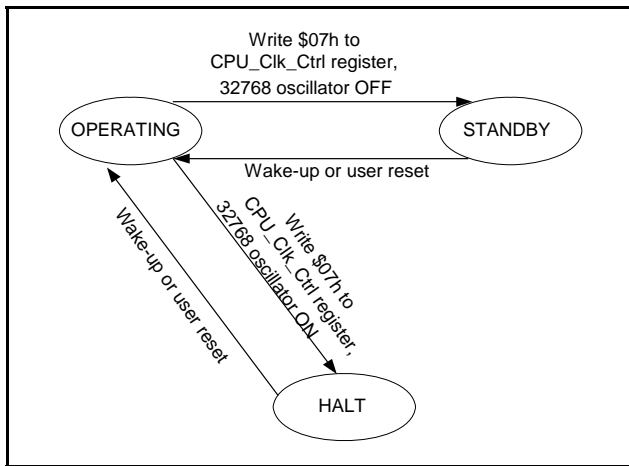 Write $07h to
CPU_Clk_Ctrl register,
32768 oscillator OFF
OPERATING
STANDBY
Wake-up or user reset
Write $07h to
CPU_Clk_Ctrl register,
32768 oscillator ON
Wake-up or user reset
HALT